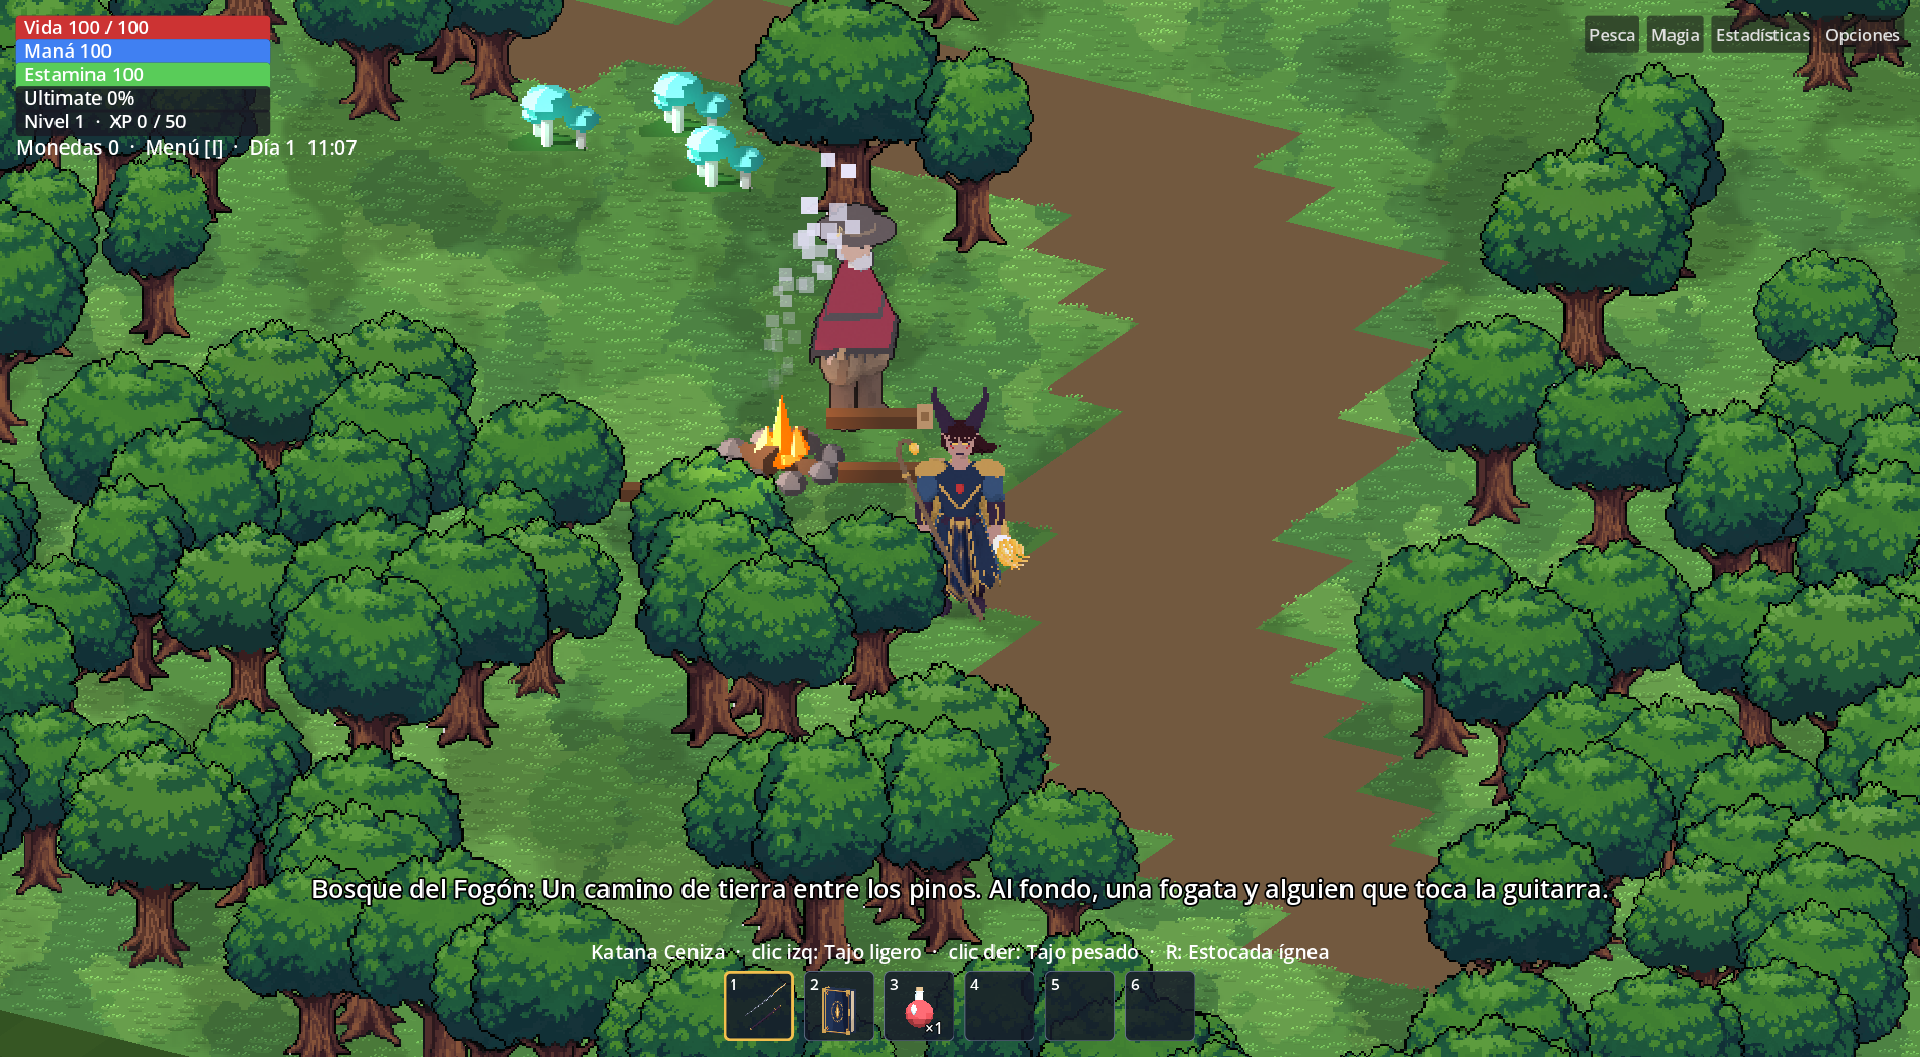 Vida 100 / 100
Maná 100
Estamina 100
Ultimate 0%
Nivel 1 · XP 0 / 50
Monedas 0 · Menú [I] · Día 1 11:07
Pesca Magia Estadísticas Opciones
Bosque del Fogón: Un camino de tierra entre los pinos. Al fondo, una fogata y alguien que toca la guitarra.
Katana Ceniza · clic izq: Tajo ligero · clic der: Tajo pesado · R: Estocada ígnea
1 2 3 4 5 6
×1